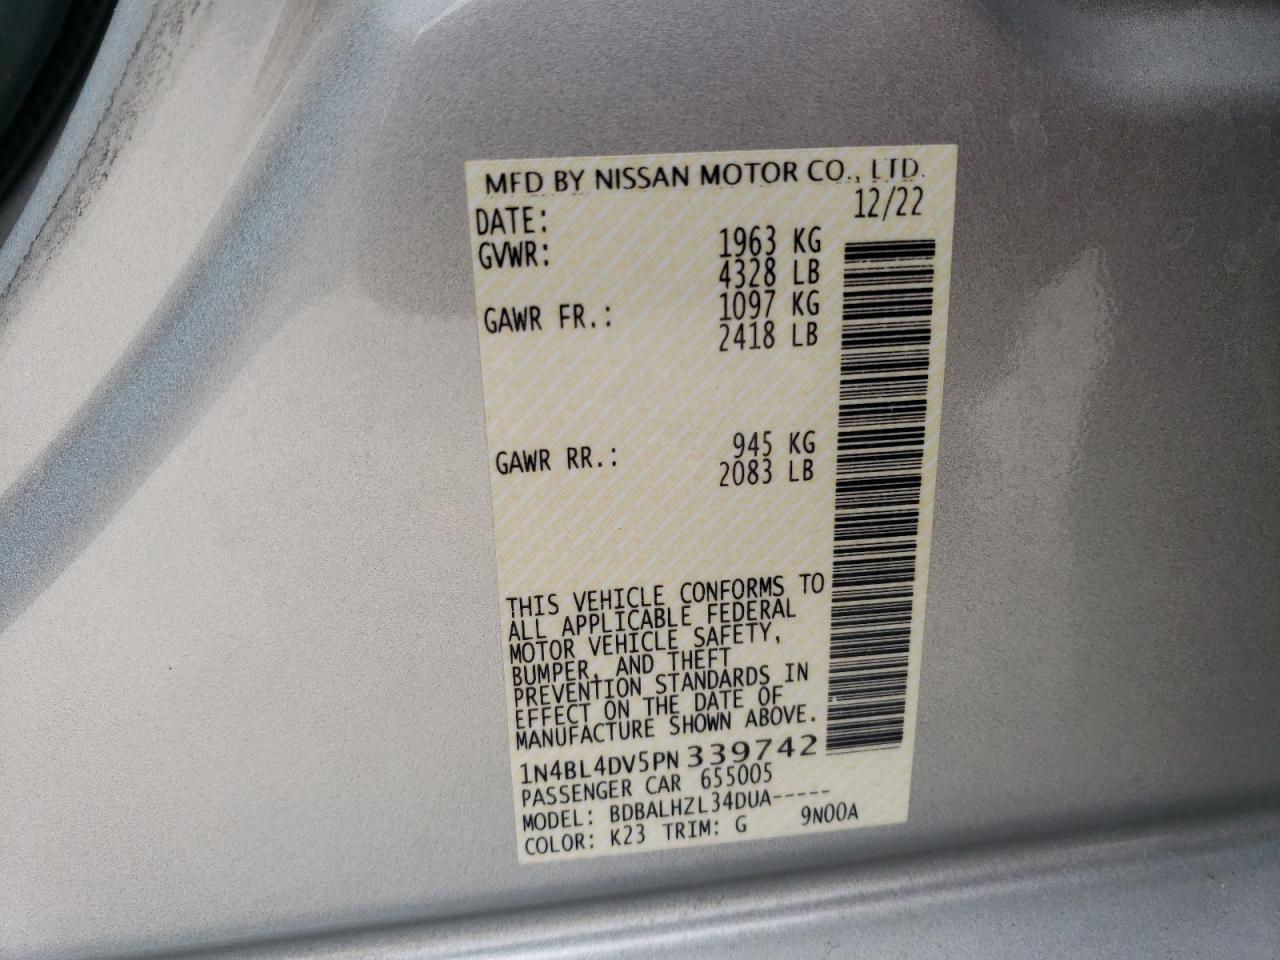 MFD BY NISSAN MOTOR CO., LTD.
DATE: 12/22
GVWR: 1963 KG
4328 LB
GAWR FR.: 1097 KG
2418 LB
GAWR RR.: 945 KG
2083 LB
THIS VEHICLE CONFORMS TO
ALL APPLICABLE FEDERAL
MOTOR VEHICLE SAFETY,
BUMPER, AND THEFT
PREVENTION STANDARDS IN
EFFECT ON THE DATE OF
MANUFACTURE SHOWN ABOVE.
1N4BL4DV5PN339742
PASSENGER CAR 655005
MODEL: BDBALHZL34DUA-----
COLOR: K23 TRIM: G 9N00A